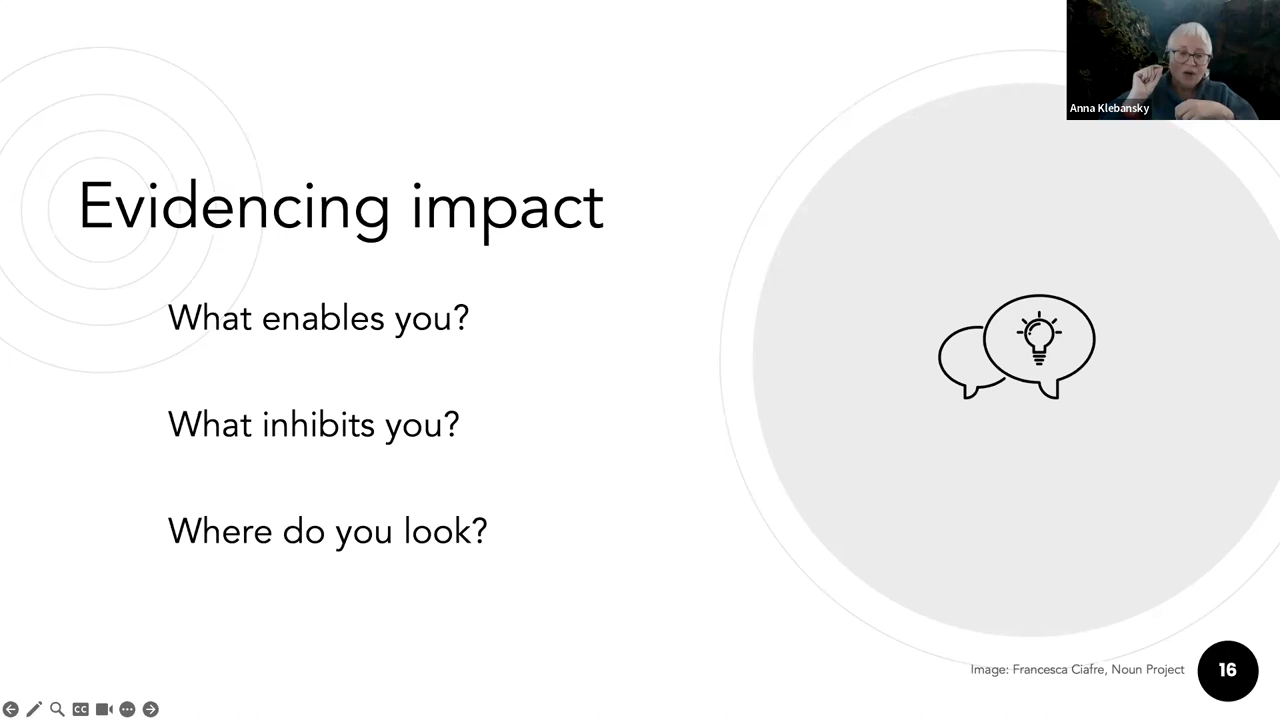 Anna Klebansky
Evidencing impact
What enables you?
What inhibits you?
Where do you look?
Image: Francesca Ciafre, Noun Project
16
CC